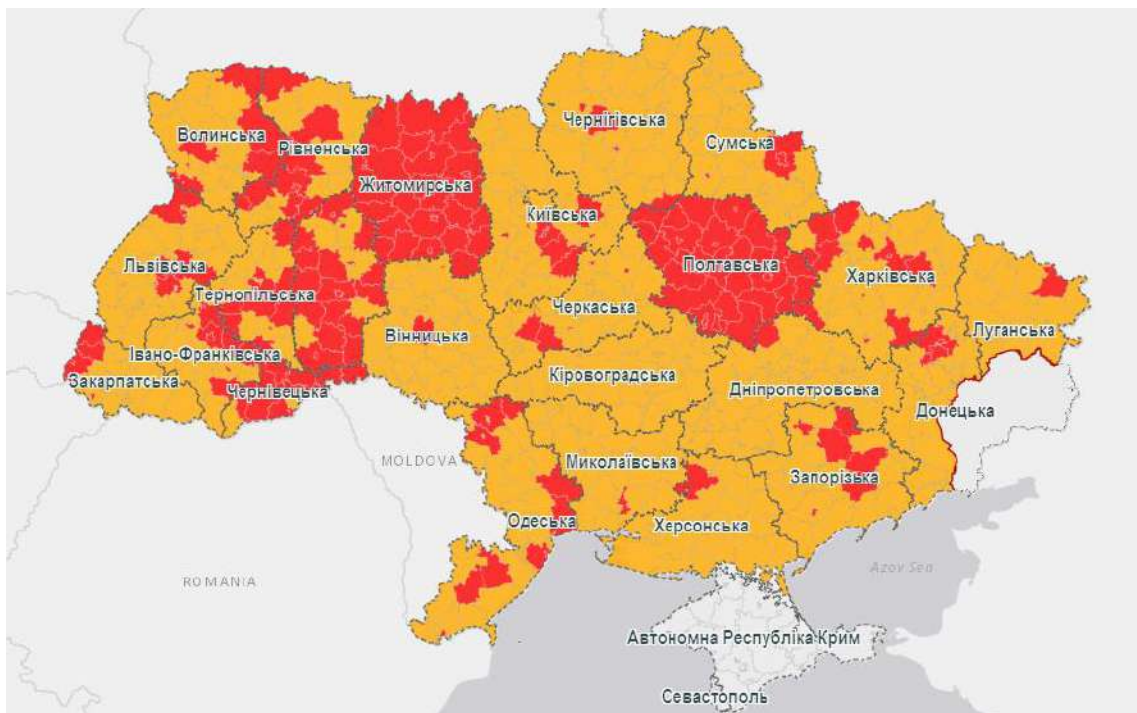 Чернігівська
Волинська
Рівненська
Сумська
Житомирська
Київська
Львівська
Полтавська
Харківська
Тернопільська
Черкаська
Луганська
Вінницька
Івано-Франківська
Закарпатська
Чернівецька
Кіровоградська
Дніпропетровська
Донецька
MOLDOVA
Миколаївська
Запорізька
Одеська
Херсонська
Azov Sea
ROMANIA
Автономна Республіка Крим
Севастополь